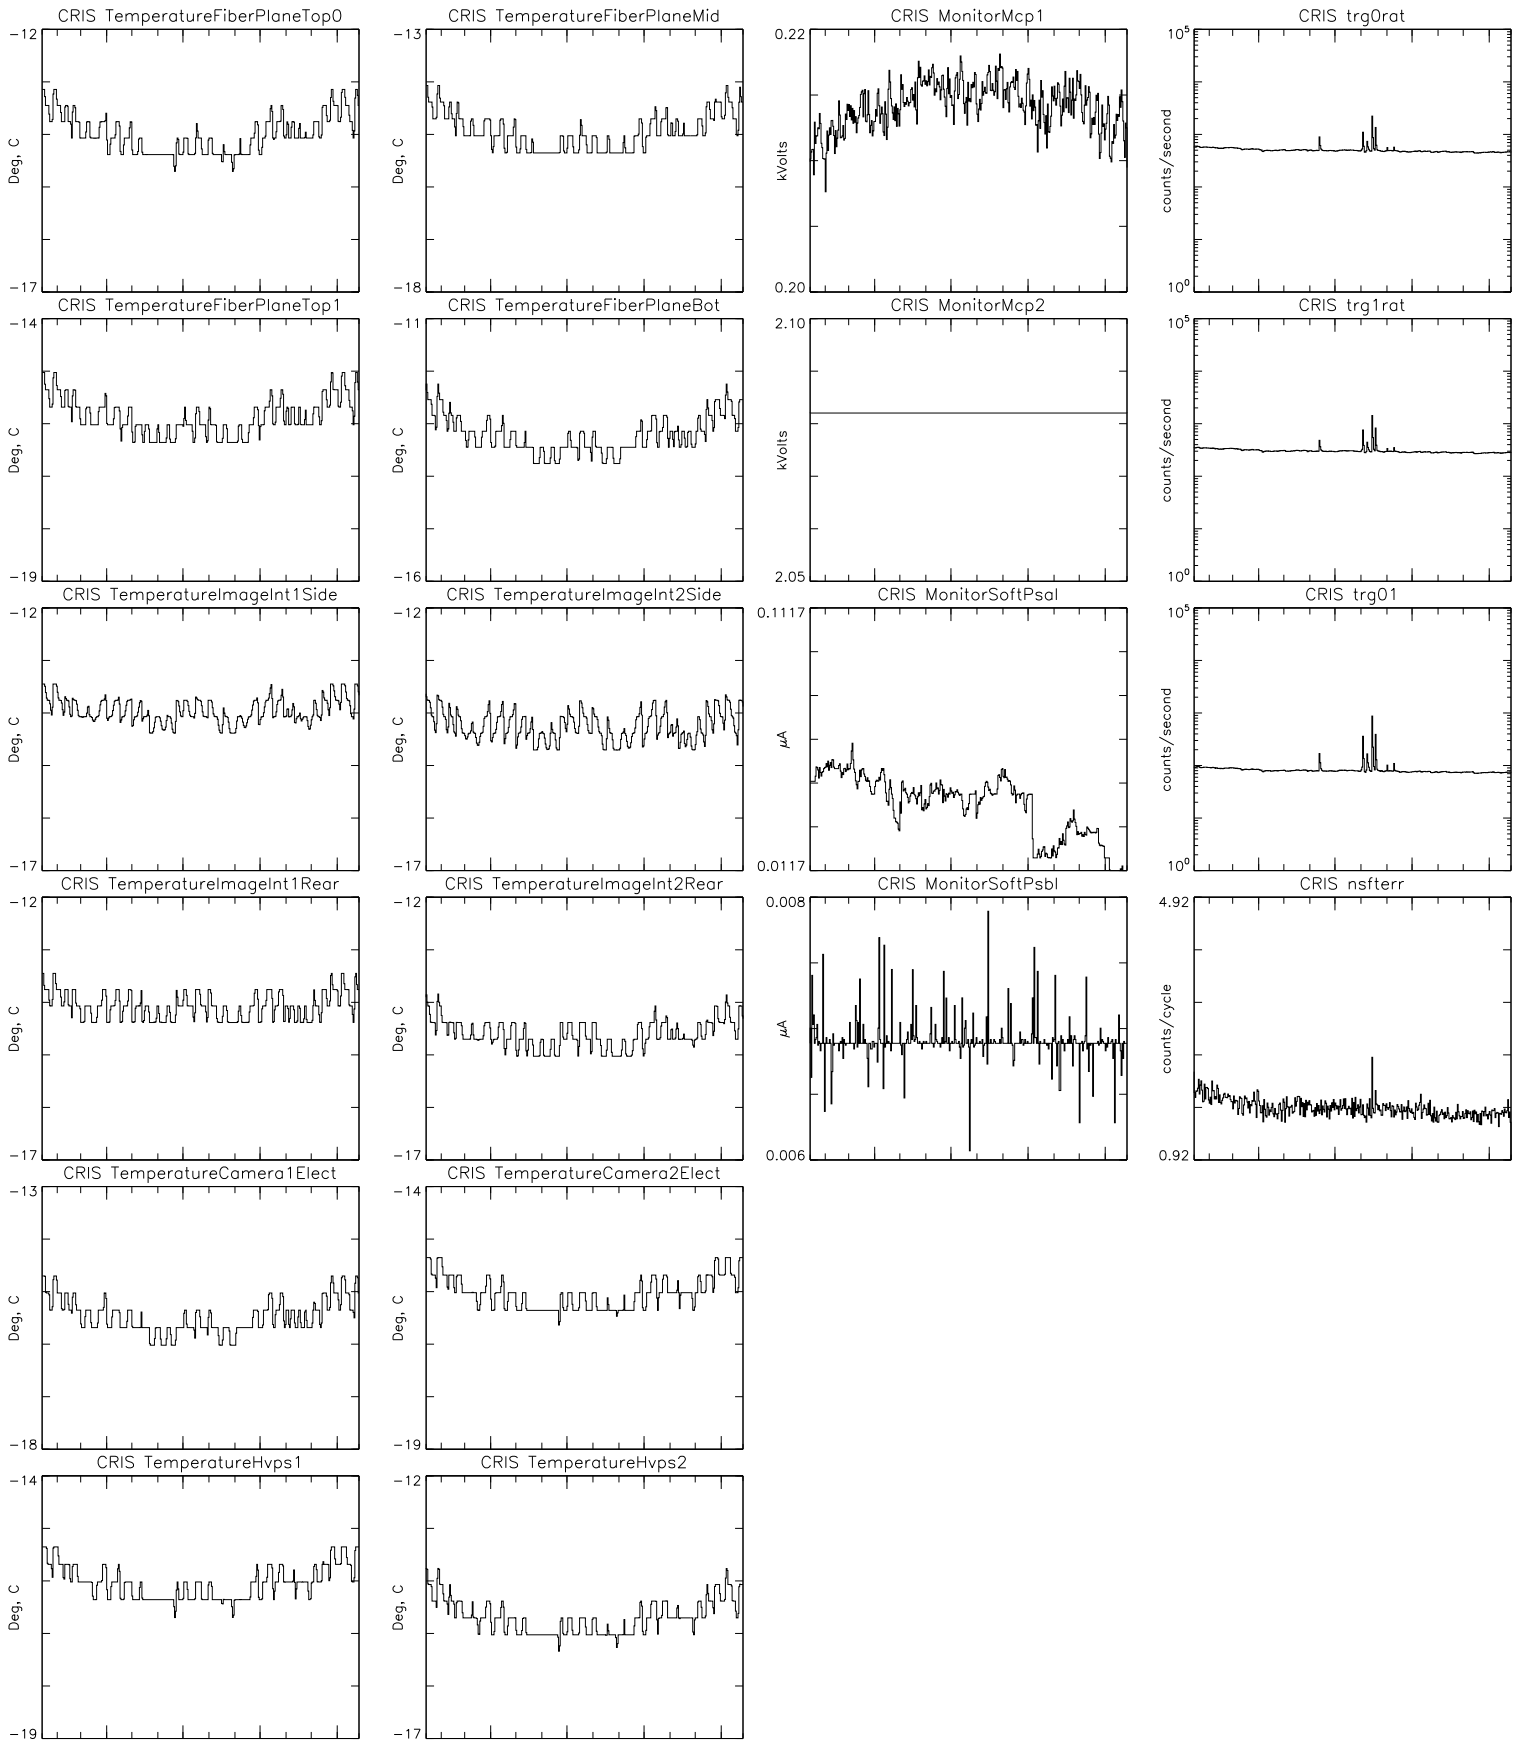 CRIS TemperatureFiberPlaneTop0
-12
Deg, C
-17
CRIS TemperatureFiberPlaneMid
-13
Deg, C
-18
CRIS MonitorMcp1
0.22
kVolts
0.20
CRIS trg0rat
10^5
counts/second
10^0
CRIS TemperatureFiberPlaneTop1
-14
Deg, C
-19
CRIS TemperatureFiberPlaneBot
-11
Deg, C
-16
CRIS MonitorMcp2
2.10
kVolts
2.05
CRIS trg1rat
10^5
counts/second
10^0
CRIS TemperatureImageInt1Side
-12
Deg, C
-17
CRIS TemperatureImageInt2Side
-12
Deg, C
-17
CRIS MonitorSoftPsaI
0.1117
μA
0.0117
CRIS trg01
10^5
counts/second
10^0
CRIS TemperatureImageInt1Rear
-12
Deg, C
-17
CRIS TemperatureImageInt2Rear
-12
Deg, C
-17
CRIS MonitorSoftPsbI
0.008
μA
0.006
CRIS nsfterr
4.92
counts/cycle
0.92
CRIS TemperatureCamera1Elect
-13
Deg, C
-18
CRIS TemperatureCamera2Elect
-14
Deg, C
-19
CRIS TemperatureHvps1
-14
Deg, C
-19
CRIS TemperatureHvps2
-12
Deg, C
-17